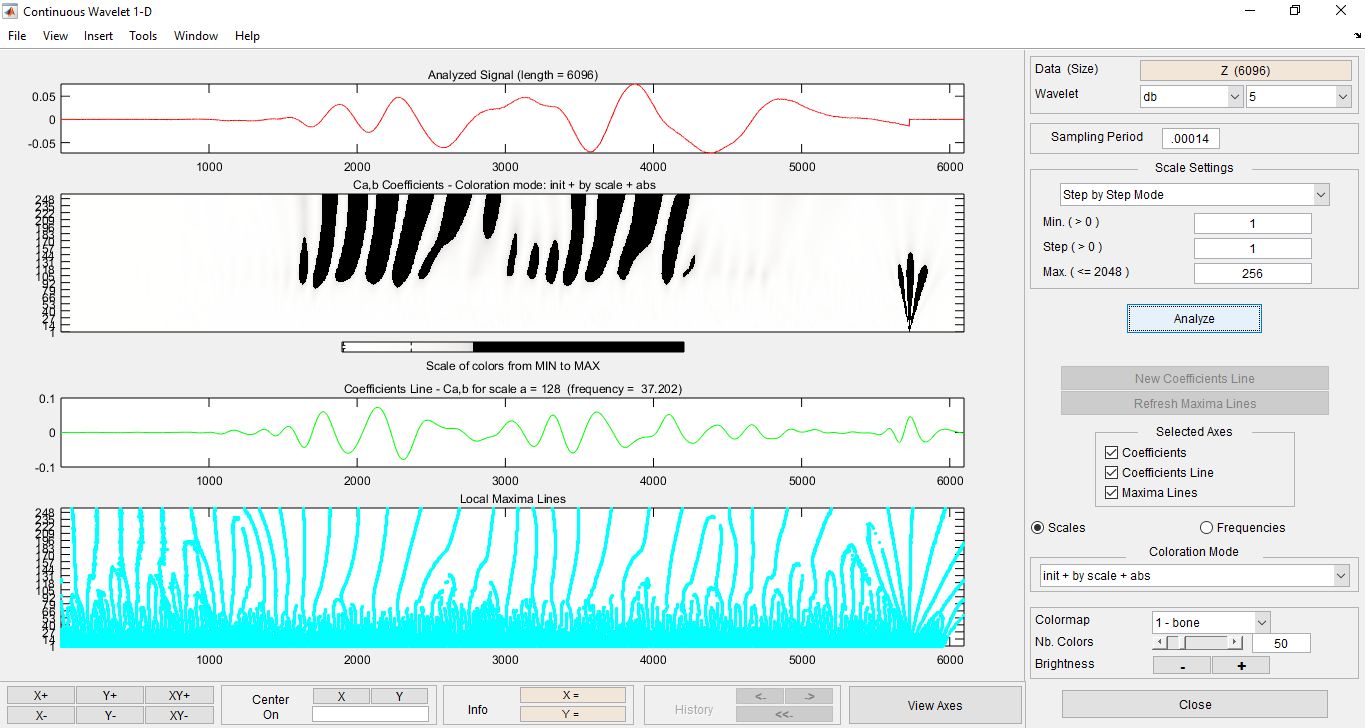 Continuous Wavelet 1-D
File View Insert Tools Window Help
Analyzed Signal (length = 6096)
0.05
0
-0.05
1000 2000 3000 4000 5000 6000
Ca,b Coefficients - Coloration mode: init + by scale + abs
248
235
222
209
196
183
170
157
144
131
118
105
92
79
66
53
40
27
14
1
Scale of colors from MIN to MAX
Coefficients Line - Ca,b for scale a = 128 (frequency = 37.202)
0.1
0
-0.1
1000 2000 3000 4000 5000 6000
Local Maxima Lines
248
235
222
209
196
183
170
157
144
131
118
105
92
79
66
53
40
27
14
1
1000 2000 3000 4000 5000 6000
Data (Size) Z (6096)
Wavelet db 5
Sampling Period .00014
Scale Settings
Step by Step Mode
Min. ( > 0 ) 1
Step ( > 0 ) 1
Max. ( <= 2048 ) 256
Analyze
New Coefficients Line
Refresh Maxima Lines
Selected Axes
Coefficients
Coefficients Line
Maxima Lines
Scales Frequencies
Coloration Mode
init + by scale + abs
Colormap 1 - bone
Nb. Colors 50
Brightness - +
X+ Y+ XY+
X- Y- XY-
Center On X Y
Info X = Y =
History <- -> <<-
View Axes
Close